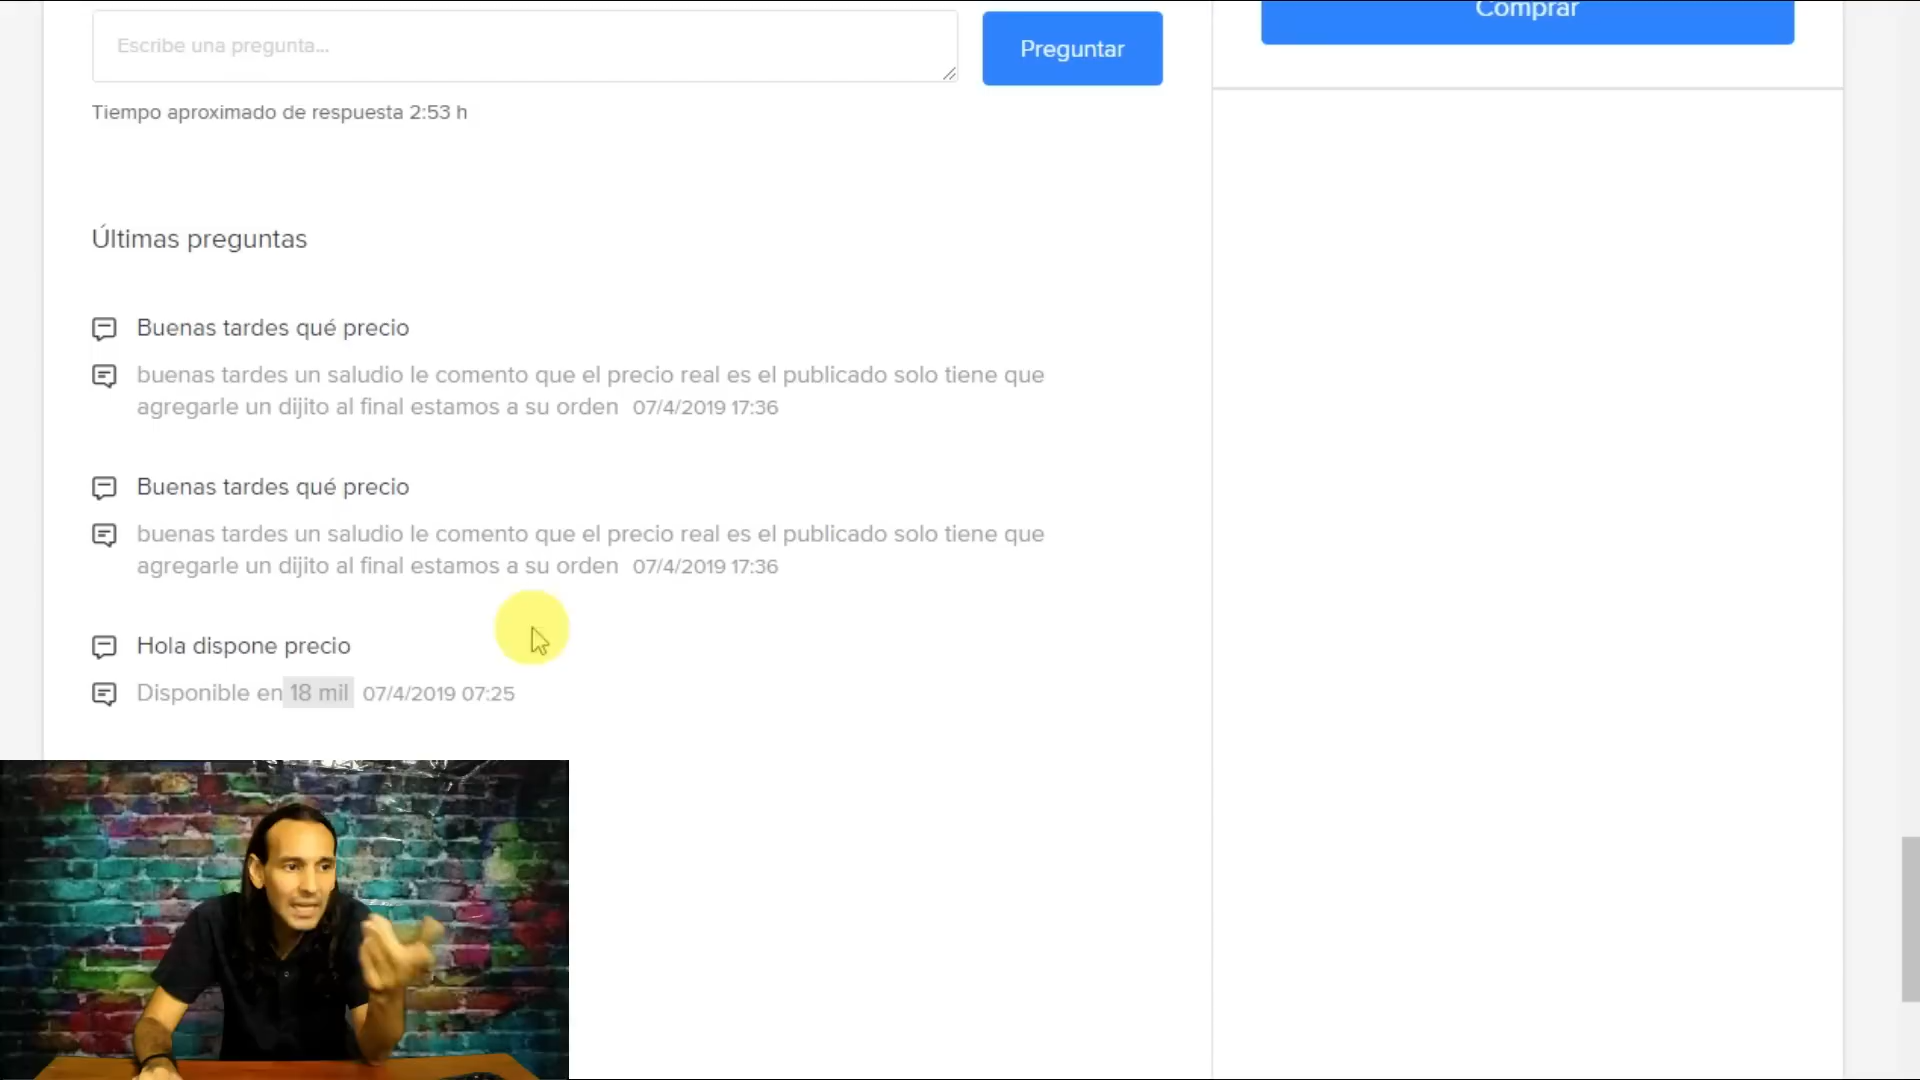 Comprar
Escribe una pregunta...
Preguntar
Tiempo aproximado de respuesta 2:53 h
Últimas preguntas
Buenas tardes qué precio
buenas tardes un saludio le comento que el precio real es el publicado solo tiene que
agregarle un dijito al final estamos a su orden 07/4/2019 17:36
Buenas tardes qué precio
buenas tardes un saludio le comento que el precio real es el publicado solo tiene que
agregarle un dijito al final estamos a su orden 07/4/2019 17:36
Hola dispone precio
Disponible en 18 mil 07/4/2019 07:25